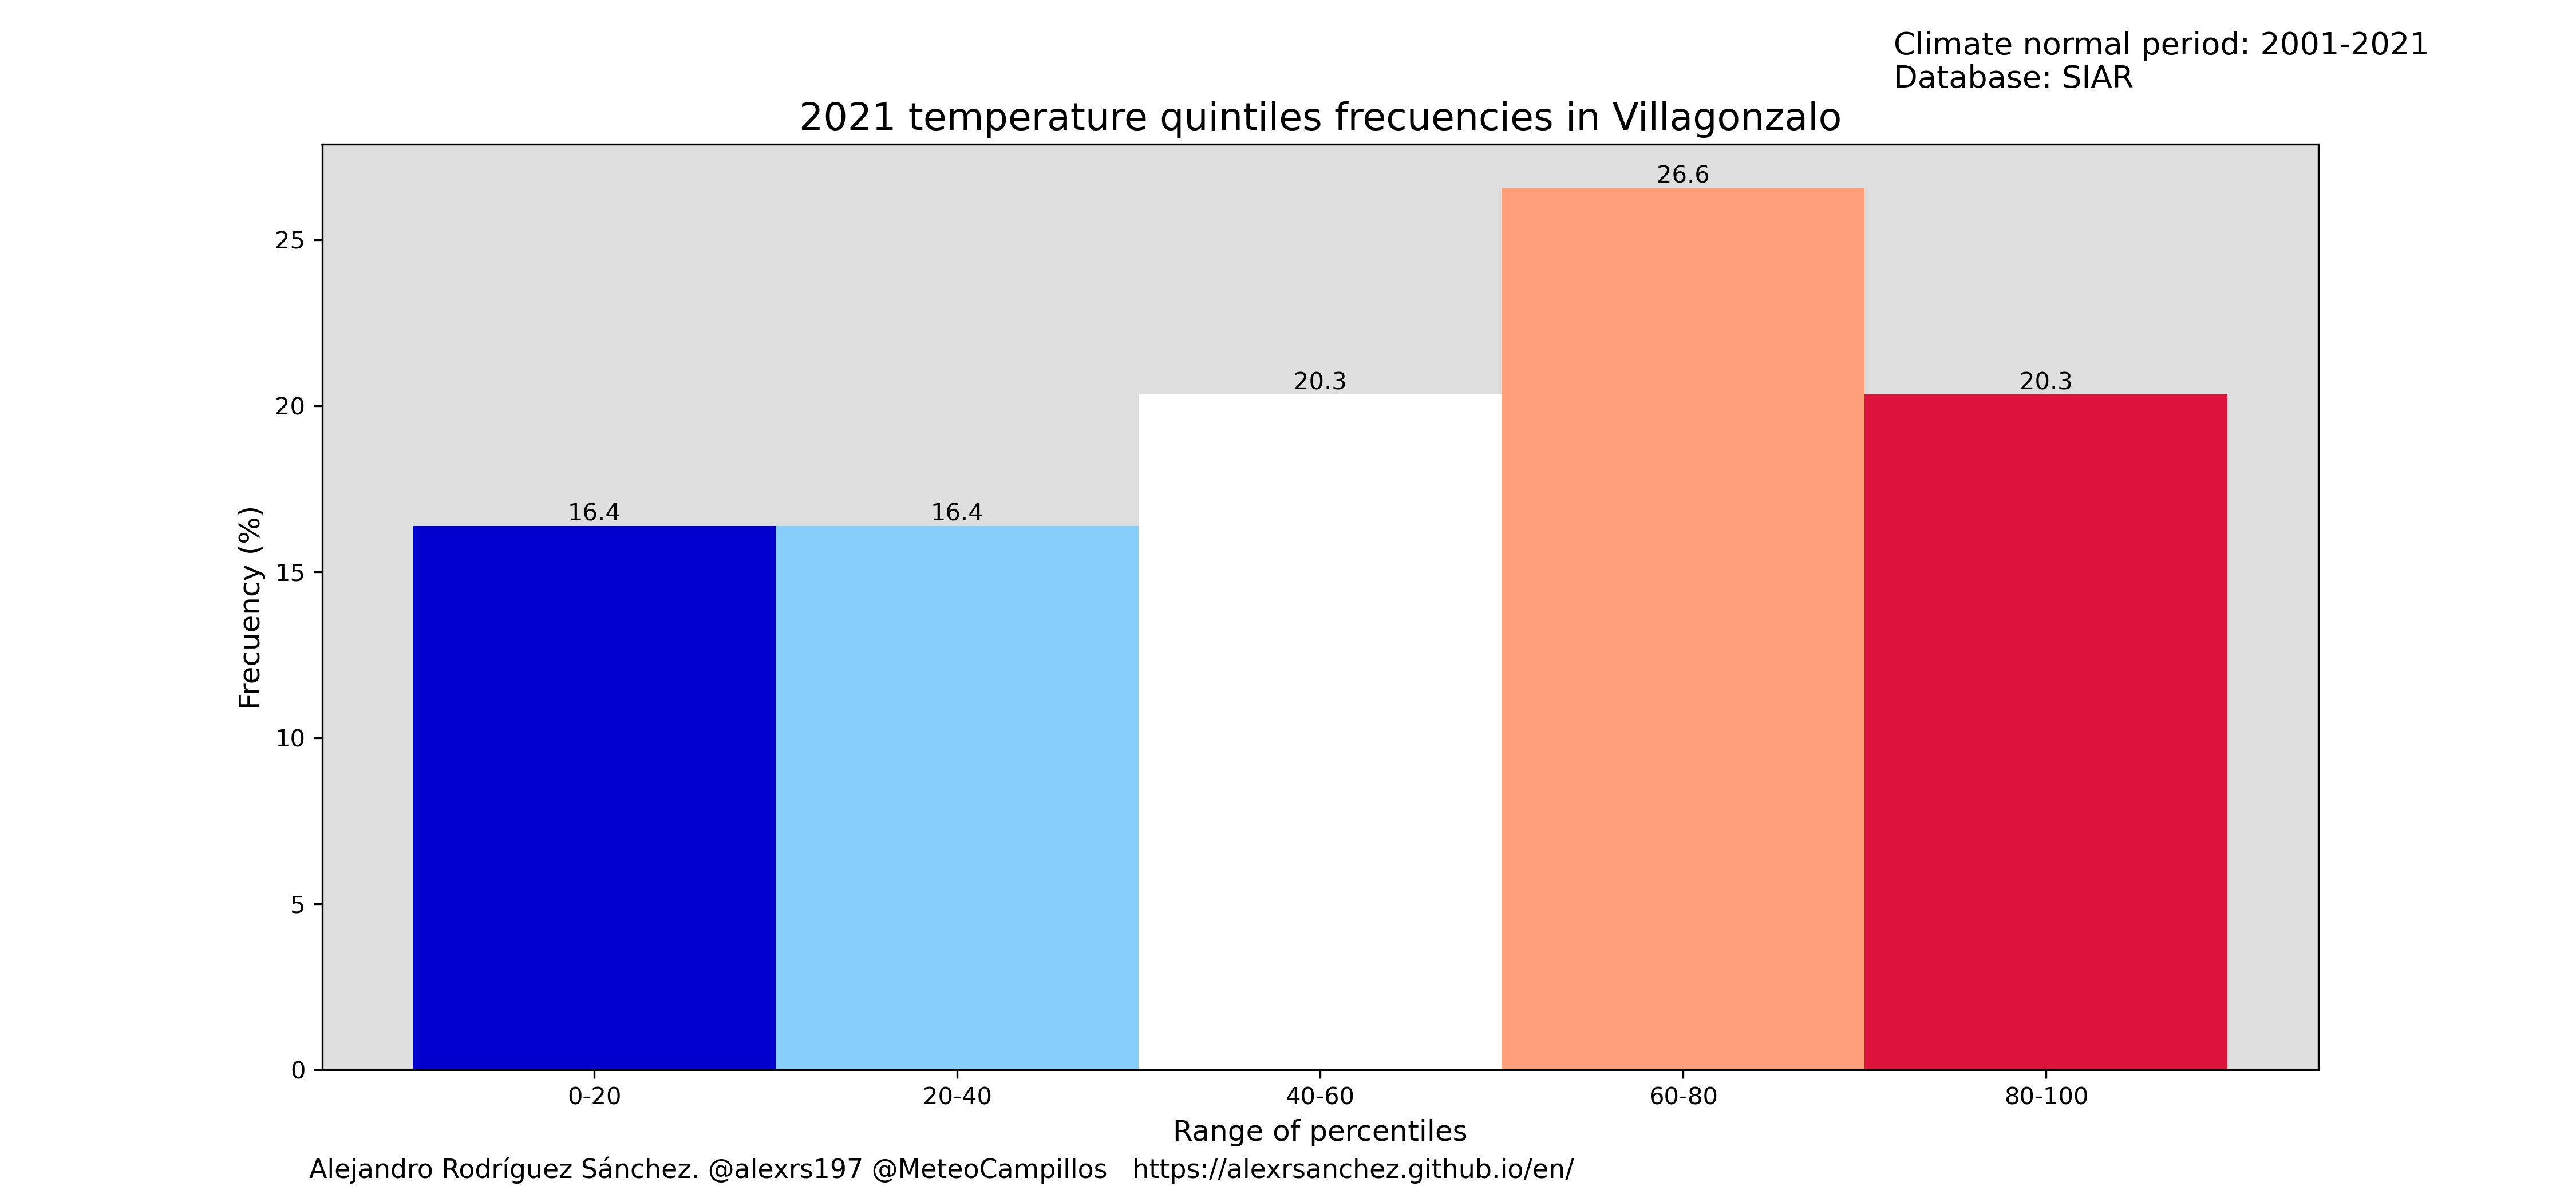 Climate normal period: 2001-2021
Database: SIAR
2021 temperature quintiles frecuencies in Villagonzalo
26.6
25
20.3
20.3
20
16.4
16.4
15
Frecuency (%)
10
5
0
0-20
20-40
40-60
60-80
80-100
Range of percentiles
Alejandro Rodríguez Sánchez. @alexrs197 @MeteoCampillos https://alexrsanchez.github.io/en/